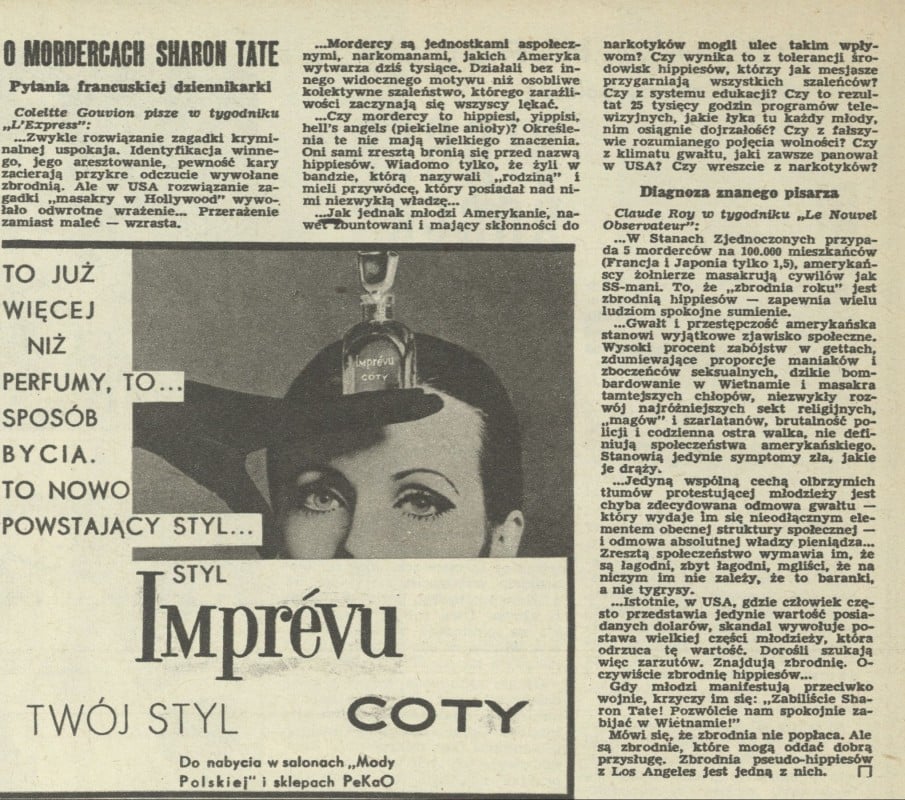 O MORDERCACH SHARON TATE
Pytania francuskiej dziennikarki
Colette Gouvion pisze w tygodniku
„L'Express”:
...Zwykle rozwiązanie zagadki krymi-
nalnej uspokaja. Identyfikacja winne-
go, jego aresztowanie, pewność kary
zacierają przykre odczucie wywołane
zbrodnią. Ale w USA rozwiązanie za-
gadki „masakry w Hollywood” wywo-
łało odwrotne wrażenie... Przerażenie
zamiast maleć — wzrasta.
...Mordercy są jednostkami aspołecz-
nymi, narkomanami, jakich Ameryka
wytwarza dziś tysiące. Działali bez in-
nego widocznego motywu niż osobliwe
kolektywne szaleństwo, którego zaraźli-
wości zaczynają się wszyscy lękać.
...Czy mordercy to hippiesi, yippisi,
hell's angels (piekielne anioły)? Określe-
nia te nie mają wielkiego znaczenia.
Oni sami zresztą bronią się przed nazwą
hippiesów. Wiadomo tylko, że żyli w
bandzie, którą nazywali „rodziną” i
mieli przywódcę, który posiadał nad ni-
mi niezwykłą władzę...
...Jak jednak młodzi Amerykanie, na-
wet zbuntowani i mający skłonności do
narkotyków mogli ulec takim wpły-
wom? Czy wynika to z tolerancji śro-
dowisk hippiesów, którzy jak mesjasze
przygarniają wszystkich szaleńców?
Czy z systemu edukacji? Czy to rezul-
tat 25 tysięcy godzin programów tele-
wizyjnych, jakie łyka tu każdy młody,
nim osiągnie dojrzałość? Czy z fałszy-
wie rozumianego pojęcia wolności? Czy
z klimatu gwałtu, jaki zawsze panował
w USA? Czy wreszcie z narkotyków?
Diagnoza znanego pisarza
Claude Roy w tygodniku „Le Nouvel
Observateur”:
...W Stanach Zjednoczonych przypa-
da 5 morderców na 100.000 mieszkańców
(Francja i Japonia tylko 1,5), amerykań-
scy żołnierze masakrują cywilów jak
SS-mani. To, że „zbrodnia roku” jest
zbrodnią hippiesów — zapewnia wielu
ludziom spokojne sumienie.
...Gwałt i przestępczość amerykańska
stanowi wyjątkowe zjawisko społeczne.
Wysoki procent zabójstw w gettach,
zdumiewające proporcje maniaków i
zboczeńców seksualnych, dzikie bom-
bardowanie w Wietnamie i masakra
tamtejszych chłopów, niezwykły roz-
wój najróżniejszych sekt religijnych,
„magów” i szarlatanów, brutalność po-
licji i codzienna ostra walka, nie defi-
niują społeczeństwa amerykańskiego.
Stanowią jedynie symptomy zła, jakie
je drąży.
...Jedyną wspólną cechą olbrzymich
tłumów protestującej młodzieży jest
chyba zdecydowana odmowa gwałtu —
który wydaje im się nieodłącznym ele-
mentem obecnej struktury społecznej —
i odmowa absolutnej władzy pieniądza...
Zresztą społeczeństwo wymawia im, że
są łagodni, zbyt łagodni, mgliści, że na
niczym im nie zależy, że to baranki,
a nie tygrysy.
...Istotnie, w USA, gdzie człowiek czę-
sto przedstawia jedynie wartość posia-
danych dolarów, skandal wywołuje po-
stawa wielkiej części młodzieży, która
odrzuca tę wartość. Dorośli szukają
więc zarzutów. Znajdują zbrodnię. O-
czywiście zbrodnię hippiesów...
Gdy młodzi manifestują przeciwko
wojnie, krzyczy im się: „Zabiliście Sha-
ron Tate! Pozwólcie nam spokojnie za-
bijać w Wietnamie!”
Mówi się, że zbrodnia nie popłaca. Ale
są zbrodnie, które mogą oddać dobrą
przysługę. Zbrodnia pseudo-hippiesów
z Los Angeles jest jedną z nich.
TO JUŻ
WIĘCEJ
NIŻ
PERFUMY, TO...
SPOSÓB
BYCIA.
TO NOWO
POWSTAJĄCY STYL...
Imprévu
COTY
STYL
Imprévu
TWÓJ STYL COTY
Do nabycia w salonach „Mody
Polskiej” i sklepach PeKaO